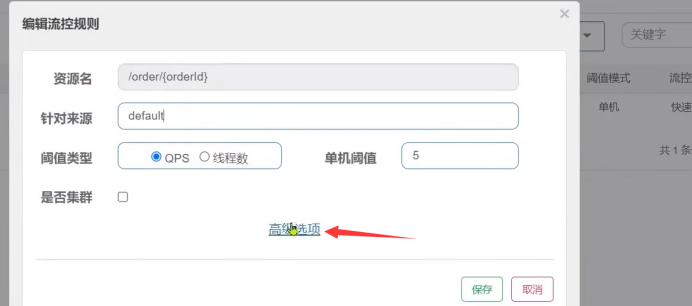 编辑流控规则
×
关键字
资源名 /order/{orderId}
阈值模式 流控
针对来源 default
单机 快速
阈值类型 QPS 线程数 单机阈值 5
共 1 条
是否集群
高级选项
保存 取消